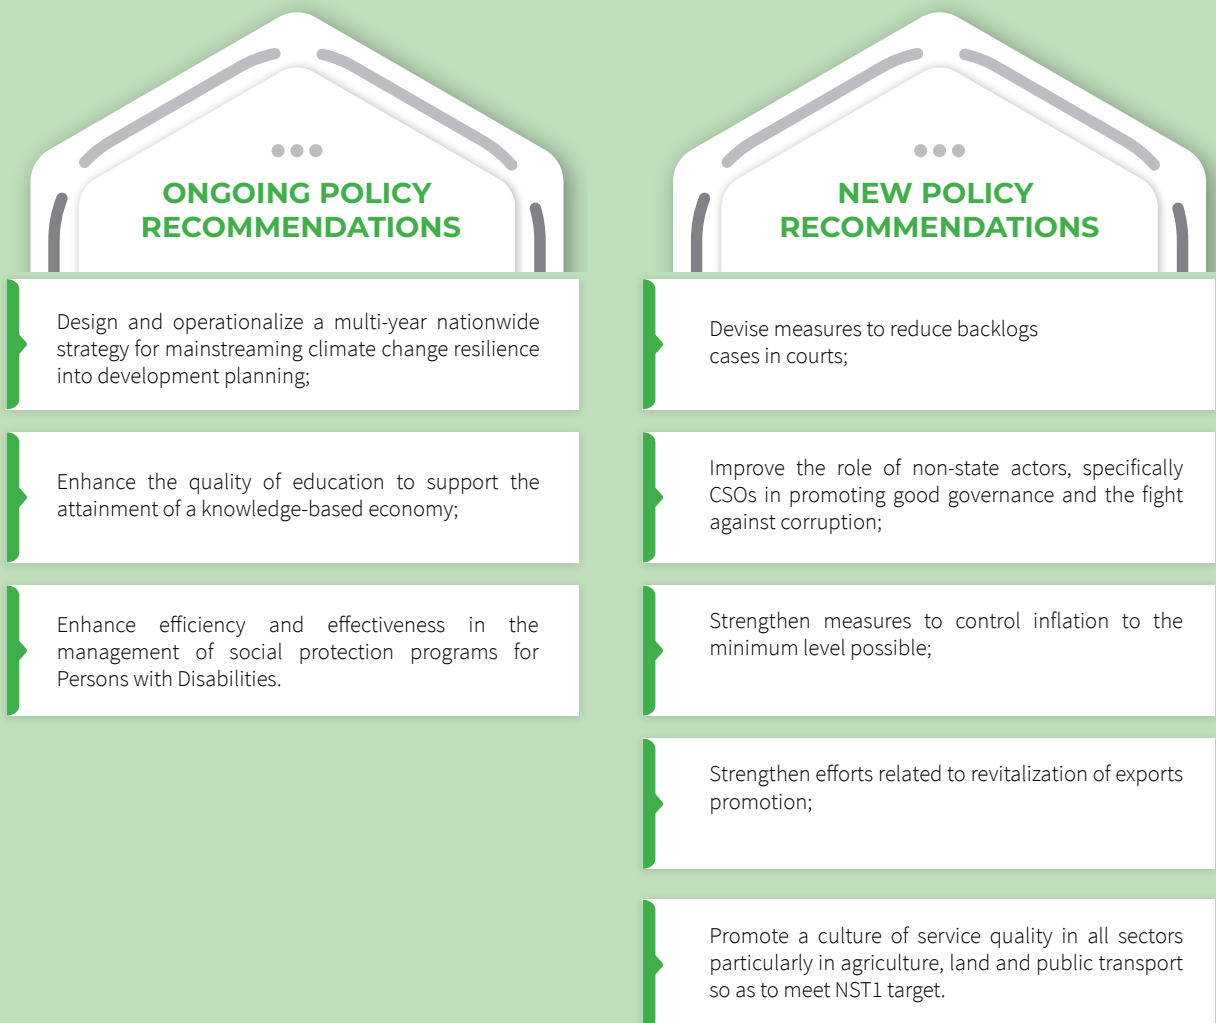 ONGOING POLICY
RECOMMENDATIONS
Design and operationalize a multi-year nationwide
strategy for mainstreaming climate change resilience
into development planning;
Enhance the quality of education to support the
attainment of a knowledge-based economy;
Enhance efficiency and effectiveness in the
management of social protection programs for
Persons with Disabilities.
NEW POLICY
RECOMMENDATIONS
Devise measures to reduce backlogs
cases in courts;
Improve the role of non-state actors, specifically
CSOs in promoting good governance and the fight
against corruption;
Strengthen measures to control inflation to the
minimum level possible;
Strengthen efforts related to revitalization of exports
promotion;
Promote a culture of service quality in all sectors
particularly in agriculture, land and public transport
so as to meet NST1 target.